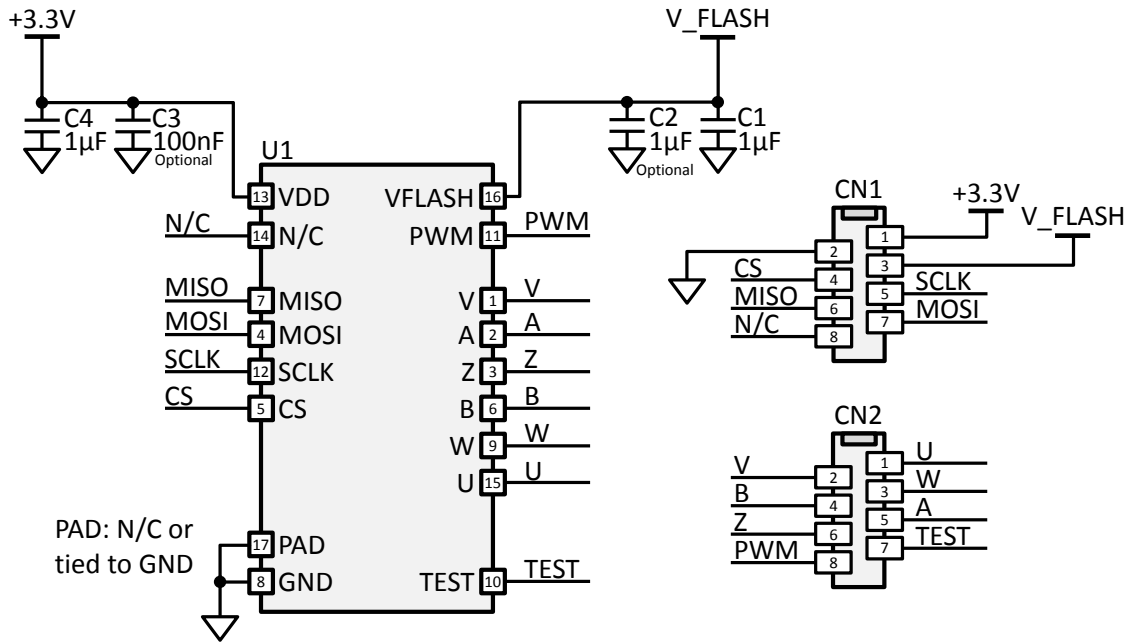 +3.3V
V_FLASH
C4
1µF
C3
100nF
Optional
C2
1µF
Optional
C1
1µF
U1
13 VDD
VFLASH 16
N/C 14 N/C
PWM 11 PWM
MISO 7 MISO
V 1 V
MOSI 4 MOSI
A 2 A
SCLK 12 SCLK
Z 3 Z
CS 5 CS
B 6 B
W 9 W
U 15 U
PAD: N/C or
tied to GND
17 PAD
8 GND
TEST 10 TEST
CN1
+3.3V
V_FLASH
1
2
3
CS 4
5 SCLK
MISO 6
7 MOSI
N/C 8
CN2
1 U
V 2
3 W
B 4
5 A
Z 6
7 TEST
PWM 8